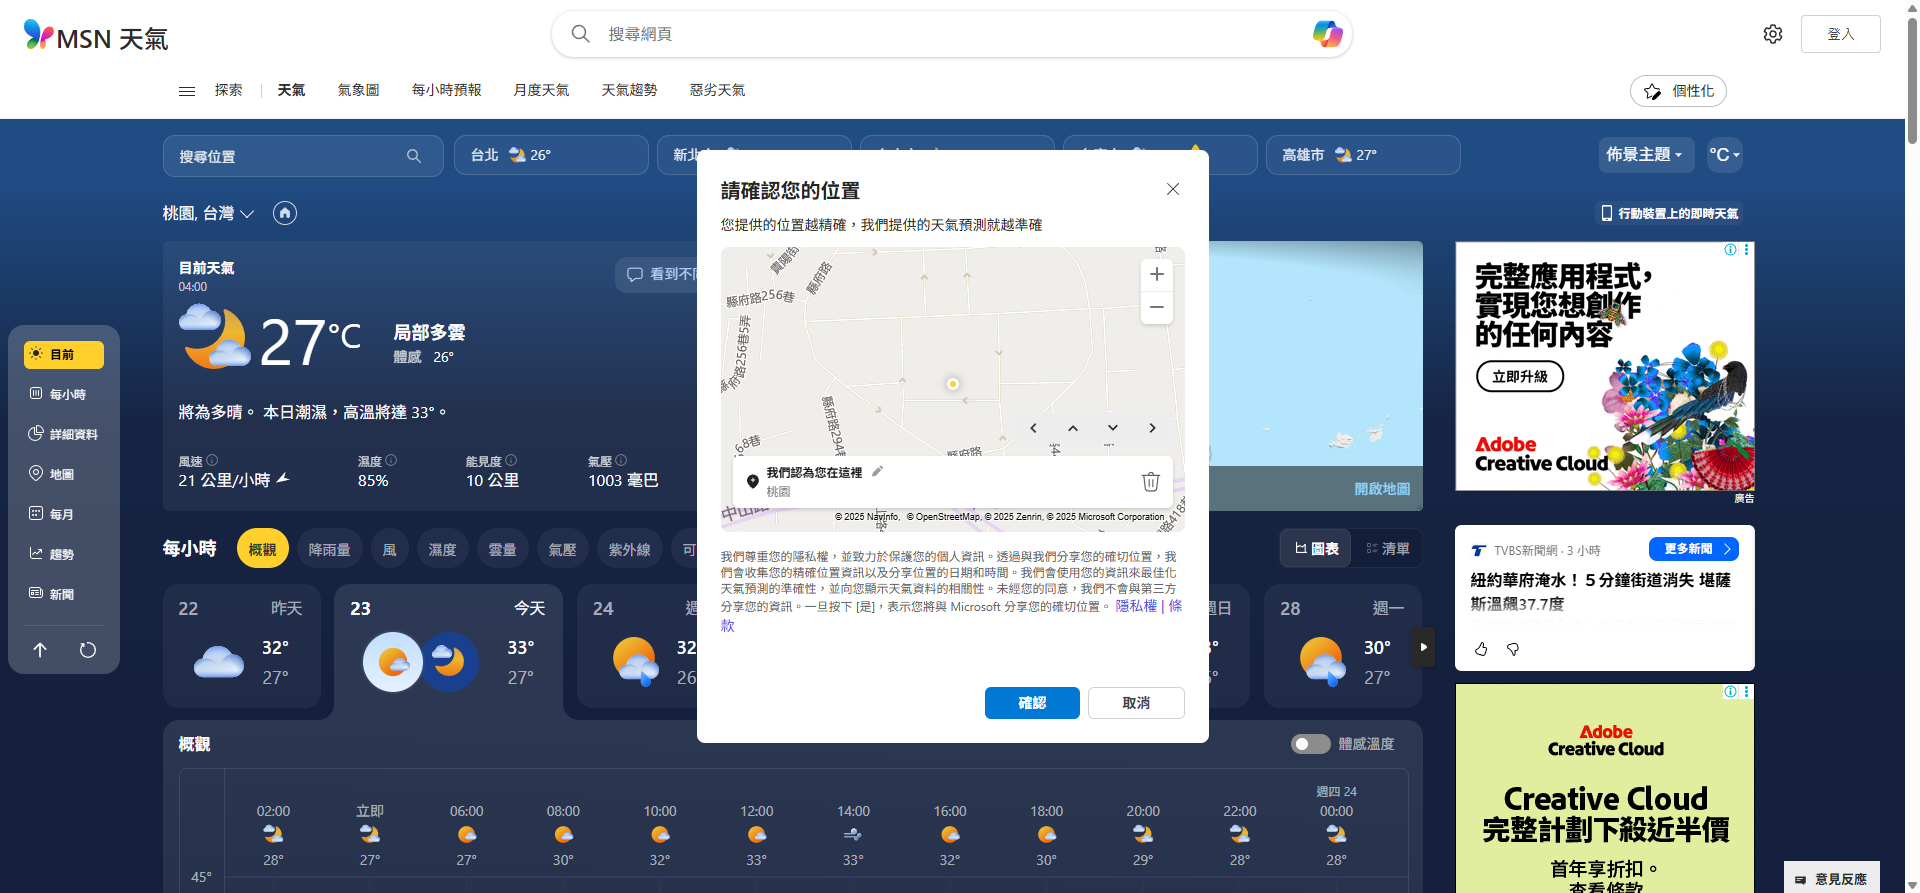 MSN 天氣
搜尋網頁
登入
探索
天氣
氣象圖
每小時預報
月度天氣
天氣趨勢
惡劣天氣
個性化
搜尋位置
台北 26°
新北
高雄市 27°
佈景主題
°C
桃園, 台灣
行動裝置上的即時天氣
目前
每小時
詳細資料
地圖
每月
趨勢
新聞
目前天氣
04:00
看到不同
27°C
局部多雲
體感 26°
將為多晴。 本日潮濕，高溫將達 33°。
風速
21 公里/小時
濕度
85%
能見度
10 公里
氣壓
1003 毫巴
開啟地圖
請確認您的位置
您提供的位置越精確，我們提供的天氣預測就越準確
貴陽街
縣府路
縣府路256巷
縣府路256巷5弄
縣府路294巷
縣府路
中山路
418巷
我們認為您在這裡
桃園
© 2025 NavInfo, © OpenStreetMap, © 2025 Zenrin, © 2025 Microsoft Corporation
我們尊重您的隱私權，並致力於保護您的個人資訊。透過與我們分享您的確切位置，我
們會收集您的精確位置資訊以及分享位置的日期和時間。我們會使用您的資訊來最佳化
天氣預測的準確性，並向您顯示天氣資料的相關性。未經您的同意，我們不會與第三方
分享您的資訊。一旦按下 [是]，表示您將與 Microsoft 分享您的確切位置。 隱私權 | 條
款
確認
取消
每小時
概觀
降雨量
風
濕度
雲量
氣壓
紫外線
可
圖表
清單
22 昨天
32°
27°
23 今天
33°
27°
24 週
32
26
週日
28 週一
30°
27°
概觀
體感溫度
週四 24
02:00
立即
06:00
08:00
10:00
12:00
14:00
16:00
18:00
20:00
22:00
00:00
28°
27°
27°
30°
32°
33°
33°
32°
30°
29°
28°
28°
45°
完整應用程式，
實現您想創作
的任何內容
立即升級
Adobe
Creative Cloud
廣告
TVBS新聞網 · 3 小時
更多新聞
紐約華府淹水！５分鐘街道消失 堪薩
斯溫飆37.7度
Adobe
Creative Cloud
Creative Cloud
完整計劃下殺近半價
首年享折扣。
查看條款
意見反應